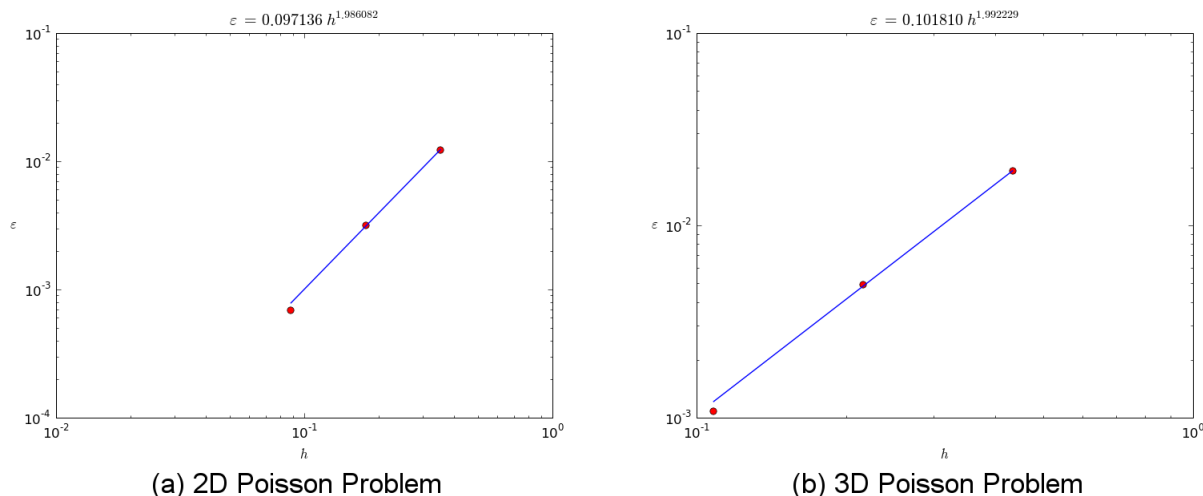 ε = 0.097136 h^1.986082
10^-1
10^-2
ε
10^-3
10^-4
10^-2
10^-1
10^0
h
(a) 2D Poisson Problem
ε = 0.101810 h^1.992229
10^-1
10^-2
ε
10^-3
10^-1
10^0
h
(b) 3D Poisson Problem